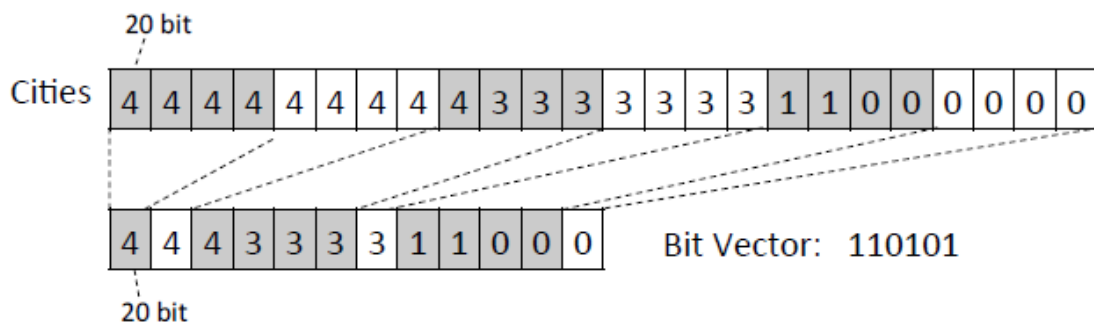 20 bit
Cities 4 4 4 4 4 4 4 4 4 3 3 3 3 3 3 3 1 1 0 0 0 0 0 0
4 4 4 3 3 3 3 1 1 0 0 0 Bit Vector: 110101
20 bit